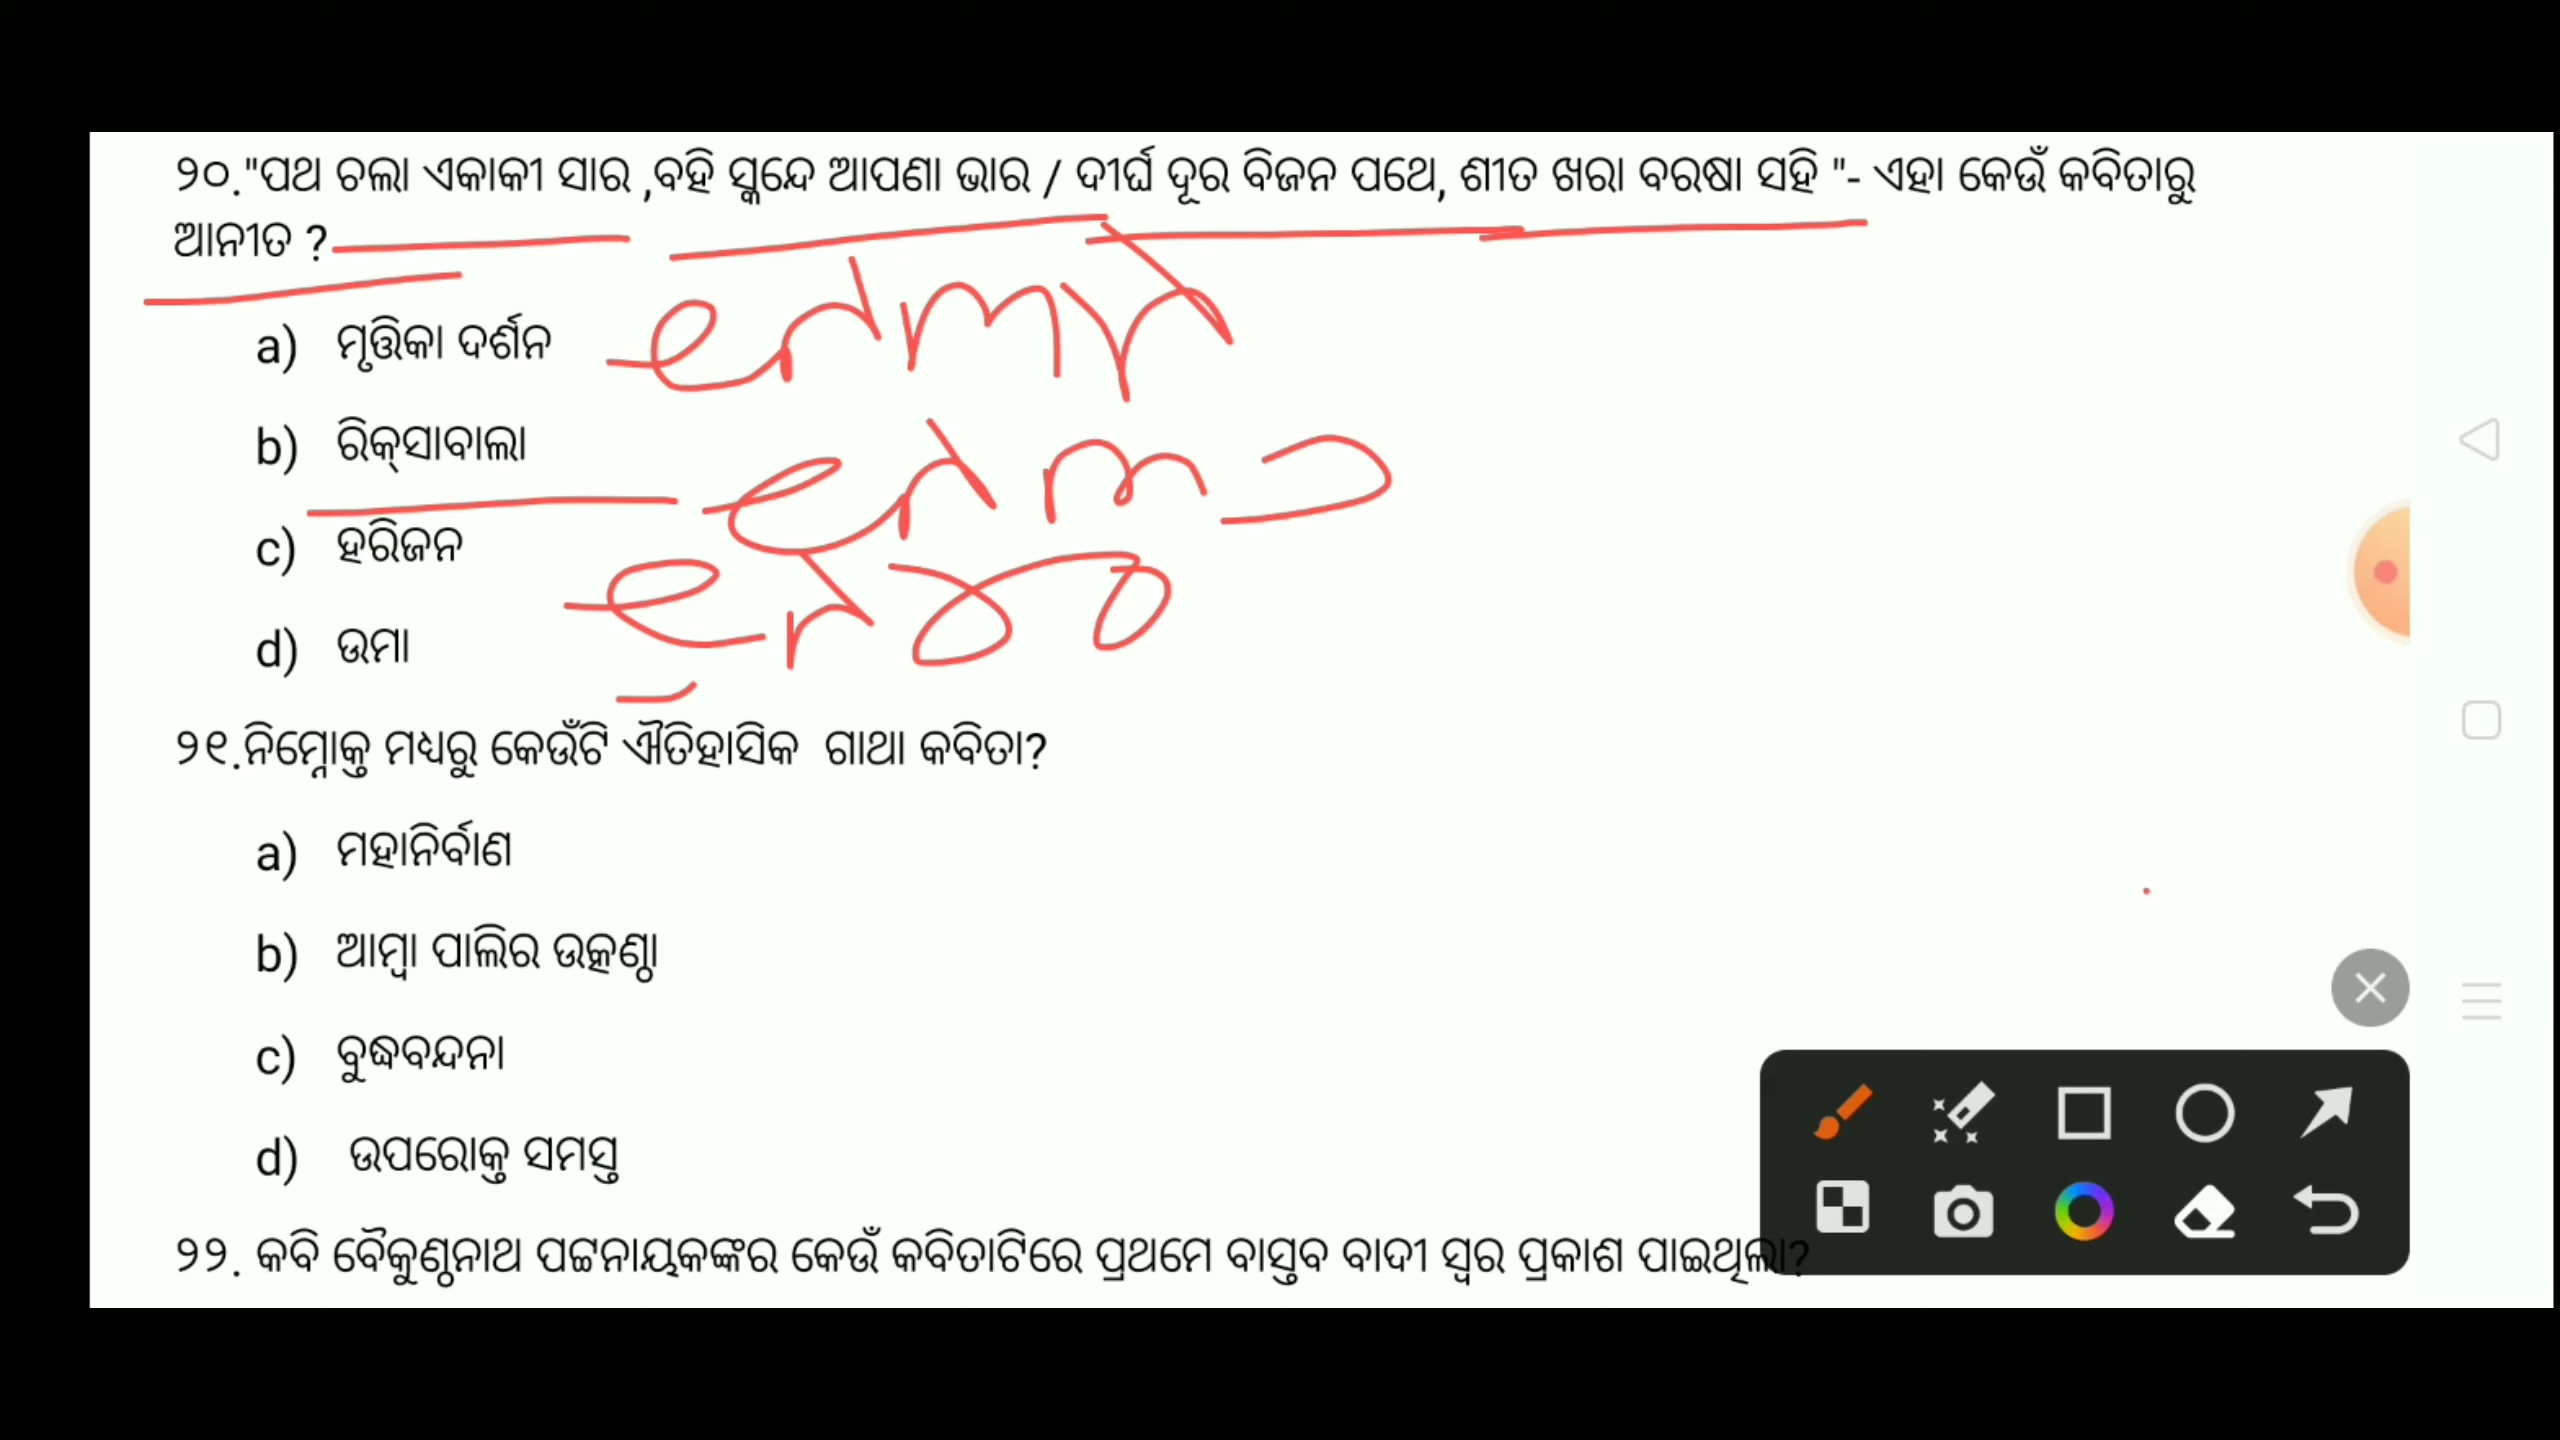 ୨୦."ପଥ ଚଲା ଏକାକୀ ସାର ,ବହି ସ୍କନ୍ଦେ ଆପଣା ଭାର / ଦୀର୍ଘ ଦୂର ବିଜନ ପଥେ, ଶୀତ ଖରା ବରଷା ସହି "- ଏହା କେଉଁ କବିତାରୁ
ଆନୀତ ?
a) ମୃତ୍ତିକା ଦର୍ଶନ
b) ରିକ୍‌ସାବାଲା
c) ହରିଜନ
d) ଉମା
୨୧.ନିମ୍ନୋକ୍ତ ମଧ୍ୟରୁ କେଉଁଟି ଐତିହାସିକ ଗାଥା କବିତା?
a) ମହାନିର୍ବାଣ
b) ଆମ୍ବା ପାଲିର ଉତ୍କଣ୍ଠା
c) ବୁଦ୍ଧବନ୍ଦନା
d) ଉପରୋକ୍ତ ସମସ୍ତ
୨୨. କବି ବୈକୁଣ୍ଠନାଥ ପଟ୍ଟନାୟକଙ୍କର କେଉଁ କବିତାଟିରେ ପ୍ରଥମେ ବାସ୍ତବ ବାଦୀ ସ୍ୱର ପ୍ରକାଶ ପାଇଥିଲା?